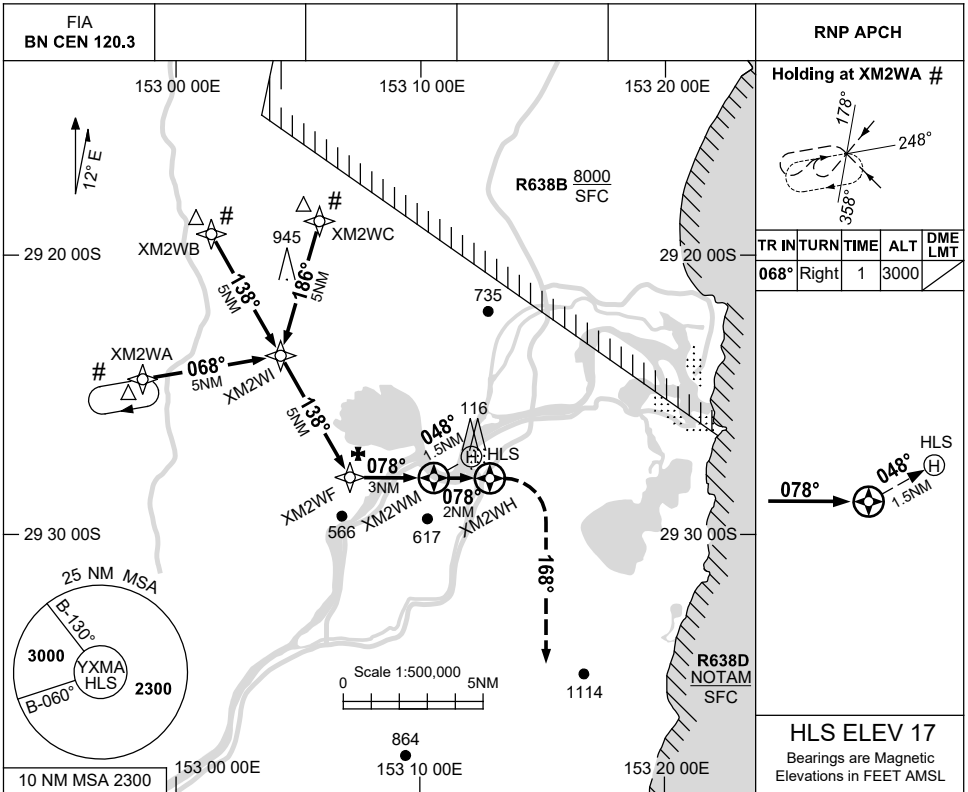 FIA
BN CEN 120.3
RNP APCH
153 00 00E
153 10 00E
153 20 00E
Holding at XM2WA #
178°
248°
358°
TR IN TURN TIME ALT DME LMT
068° Right 1 3000
12° E
R638B 8000
SFC
#
#
XM2WB
945
XM2WC
29 20 00S
29 20 00S
138°
5NM
186°
5NM
735
XM2WA
#
068°
5NM
XM2WI
138°
5NM
116
048°
1.5NM
H
HLS
078°
3NM
078°
2NM
XM2WF
XM2WM
XM2WH
566
617
29 30 00S
29 30 00S
168°
HLS
H
048°
1.5NM
078°
25 NM MSA
B-130°
3000
YXMA
HLS
2300
B-060°
Scale 1:500,000
0 5NM
1114
R638D
NOTAM
SFC
864
10 NM MSA 2300
153 00 00E
153 10 00E
153 20 00E
HLS ELEV 17
Bearings are Magnetic
Elevations in FEET AMSL